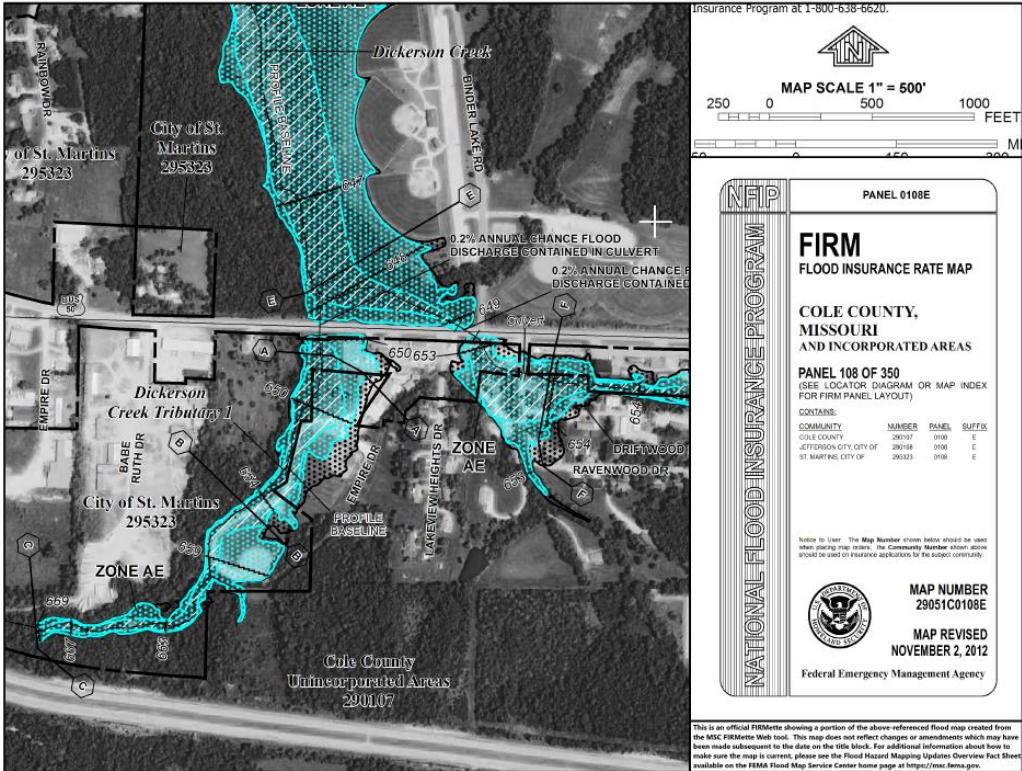 ZONE AE
Dickerson Creek
RAINBOW DR
PROFILE BASELINE
BINDER LAKE RD
City of St.
Martins
295323
y of St. Martins
295323
647
E
0.2% ANNUAL CHANCE FLOOD
DISCHARGE CONTAINED IN CULVERT
648
0.2% ANNUAL CHANCE F
DISCHARGE CONTAINED
BUS
50
E
649
Culvert
F
A
650 653
650
EMPIRE DR
Dickerson
Creek Tributary 1
B
BABE
RUTH DR
A
654
ZONE
AE
654
DRIFTWOOD
RAVENWOOD DR
653
F
654
EMPIRE DR
LAKEVIEW HEIGHTS DR
City of St. Martins
295323
PROFILE
BASELINE
C
659
B
ZONE AE
669
667
665
C
Cole County
Unincorporated Areas
290107
Insurance Program at 1-800-638-6620.
MAP SCALE 1" = 500'
250 0 500 1000
FEET
MI
NFIP
PANEL 0108E
NATIONAL FLOOD INSURANCE PROGRAM
FIRM
FLOOD INSURANCE RATE MAP
COLE COUNTY,
MISSOURI
AND INCORPORATED AREAS
PANEL 108 OF 350
(SEE LOCATOR DIAGRAM OR MAP INDEX
FOR FIRM PANEL LAYOUT)
CONTAINS:
COMMUNITY NUMBER PANEL SUFFIX
COLE COUNTY 290107 0108 E
JEFFERSON CITY, CITY OF 290108 0108 E
ST. MARTINS, CITY OF 295323 0108 E
Notice to User: The Map Number shown below should be used
when placing map orders; the Community Number shown above
should be used on insurance applications for the subject community.
U.S. DEPARTMENT OF HOMELAND SECURITY
MAP NUMBER
29051C0108E
MAP REVISED
NOVEMBER 2, 2012
Federal Emergency Management Agency
This is an official FIRMette showing a portion of the above-referenced flood map created from
the MSC FIRMette Web tool. This map does not reflect changes or amendments which may have
been made subsequent to the date on the title block. For additional information about how to
make sure the map is current, please see the Flood Hazard Mapping Updates Overview Fact Sheet
available on the FEMA Flood Map Service Center home page at https://msc.fema.gov.